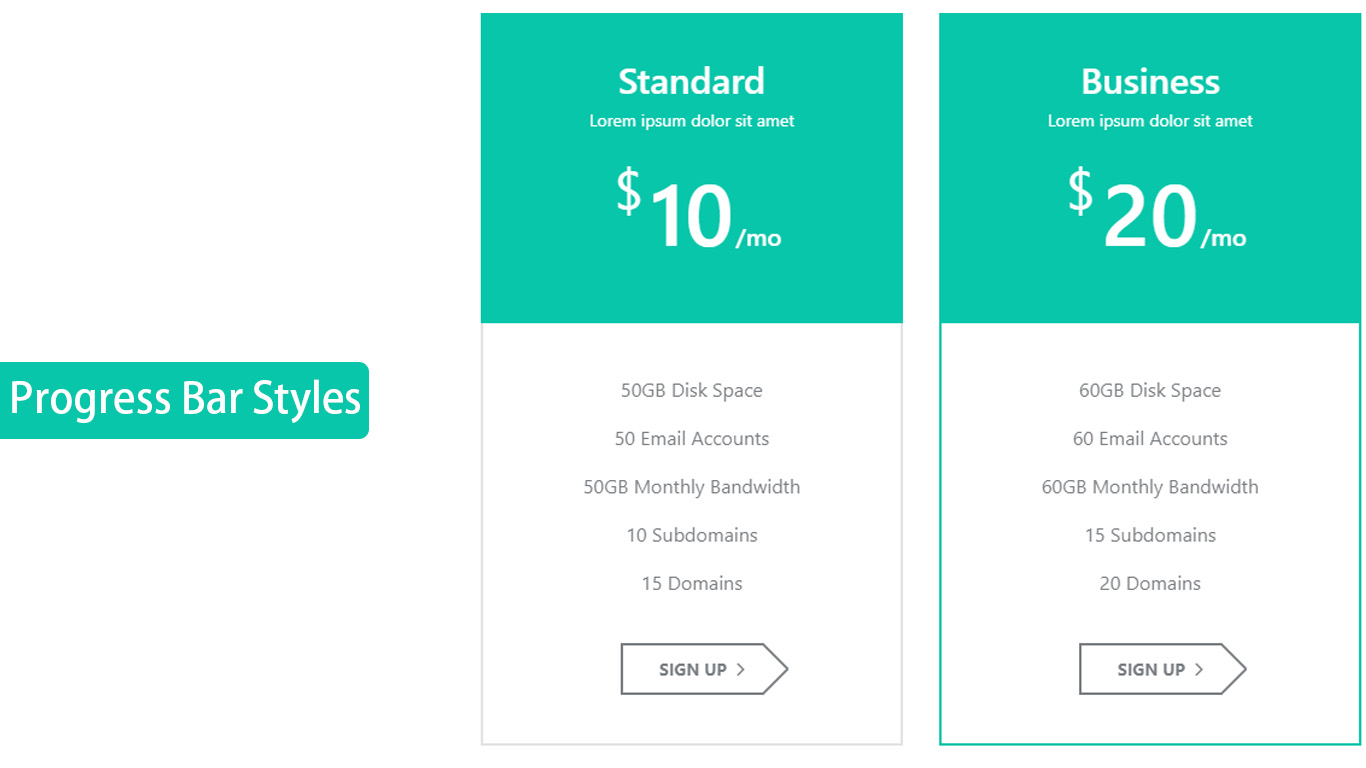 Progress Bar Styles
Standard
Lorem ipsum dolor sit amet
$10/mo
50GB Disk Space
50 Email Accounts
50GB Monthly Bandwidth
10 Subdomains
15 Domains
SIGN UP >
Business
Lorem ipsum dolor sit amet
$20/mo
60GB Disk Space
60 Email Accounts
60GB Monthly Bandwidth
15 Subdomains
20 Domains
SIGN UP >